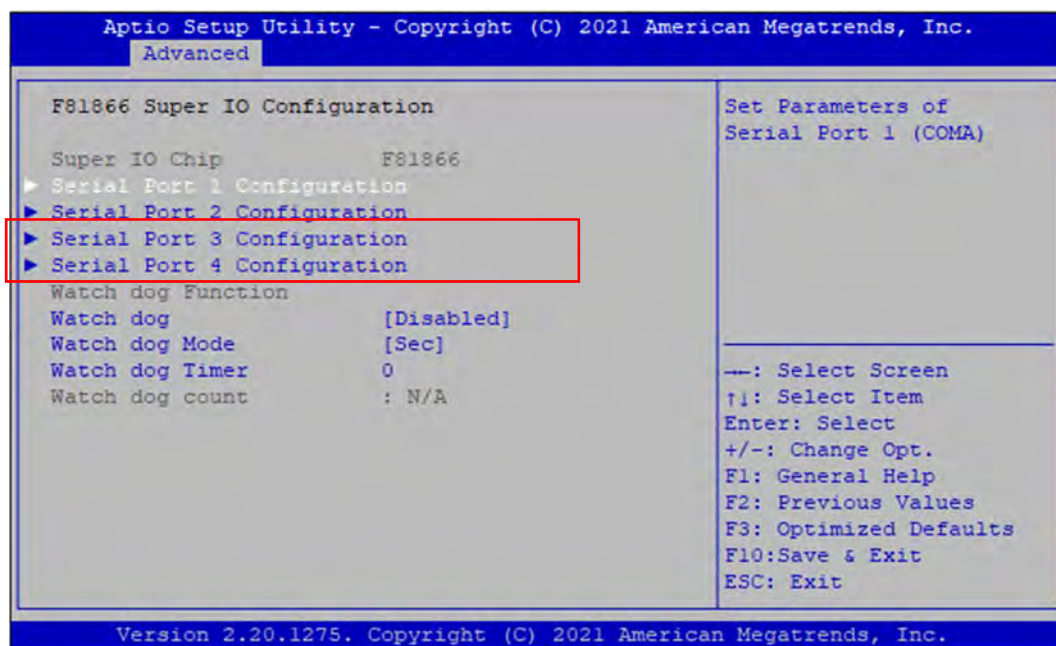 Aptio Setup Utility - Copyright (C) 2021 American Megatrends, Inc.
Advanced
F81866 Super IO Configuration
Super IO Chip F81866
► Serial Port 1 Configuration
► Serial Port 2 Configuration
► Serial Port 3 Configuration
► Serial Port 4 Configuration
Watch dog Function
Watch dog [Disabled]
Watch dog Mode [Sec]
Watch dog Timer 0
Watch dog count : N/A
Set Parameters of
Serial Port 1 (COMA)
→←: Select Screen
↑↓: Select Item
Enter: Select
+/-: Change Opt.
F1: General Help
F2: Previous Values
F3: Optimized Defaults
F10:Save & Exit
ESC: Exit
Version 2.20.1275. Copyright (C) 2021 American Megatrends, Inc.